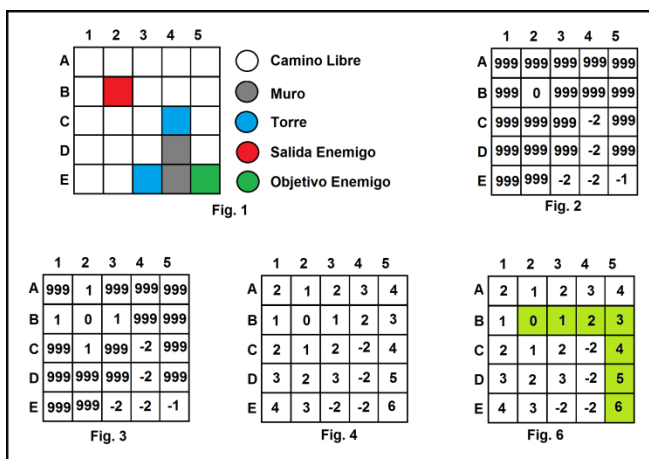 1 2 3 4 5
A
B
C
D
E
Camino Libre
Muro
Torre
Salida Enemigo
Objetivo Enemigo
Fig. 1
1 2 3 4 5
A 999 999 999 999 999
B 999 0 999 999 999
C 999 999 999 -2 999
D 999 999 999 -2 999
E 999 999 -2 -2 -1
Fig. 2
1 2 3 4 5
A 999 1 999 999 999
B 1 0 1 999 999
C 999 1 999 -2 999
D 999 999 999 -2 999
E 999 999 -2 -2 -1
Fig. 3
1 2 3 4 5
A 2 1 2 3 4
B 1 0 1 2 3
C 2 1 2 -2 4
D 3 2 3 -2 5
E 4 3 -2 -2 6
Fig. 4
1 2 3 4 5
A 2 1 2 3 4
B 1 0 1 2 3
C 2 1 2 -2 4
D 3 2 3 -2 5
E 4 3 -2 -2 6
Fig. 6